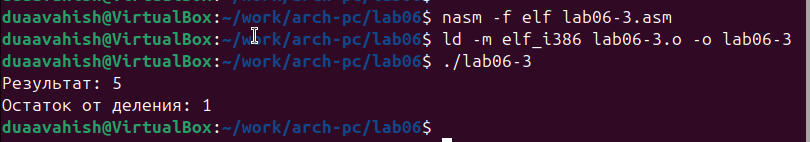 duaavahish@VirtualBox:~/work/arch-pc/lab06$ nasm -f elf lab06-3.asm
duaavahish@VirtualBox:~/work/arch-pc/lab06$ ld -m elf_i386 lab06-3.o -o lab06-3
duaavahish@VirtualBox:~/work/arch-pc/lab06$ ./lab06-3
Результат: 5
Остаток от деления: 1
duaavahish@VirtualBox:~/work/arch-pc/lab06$